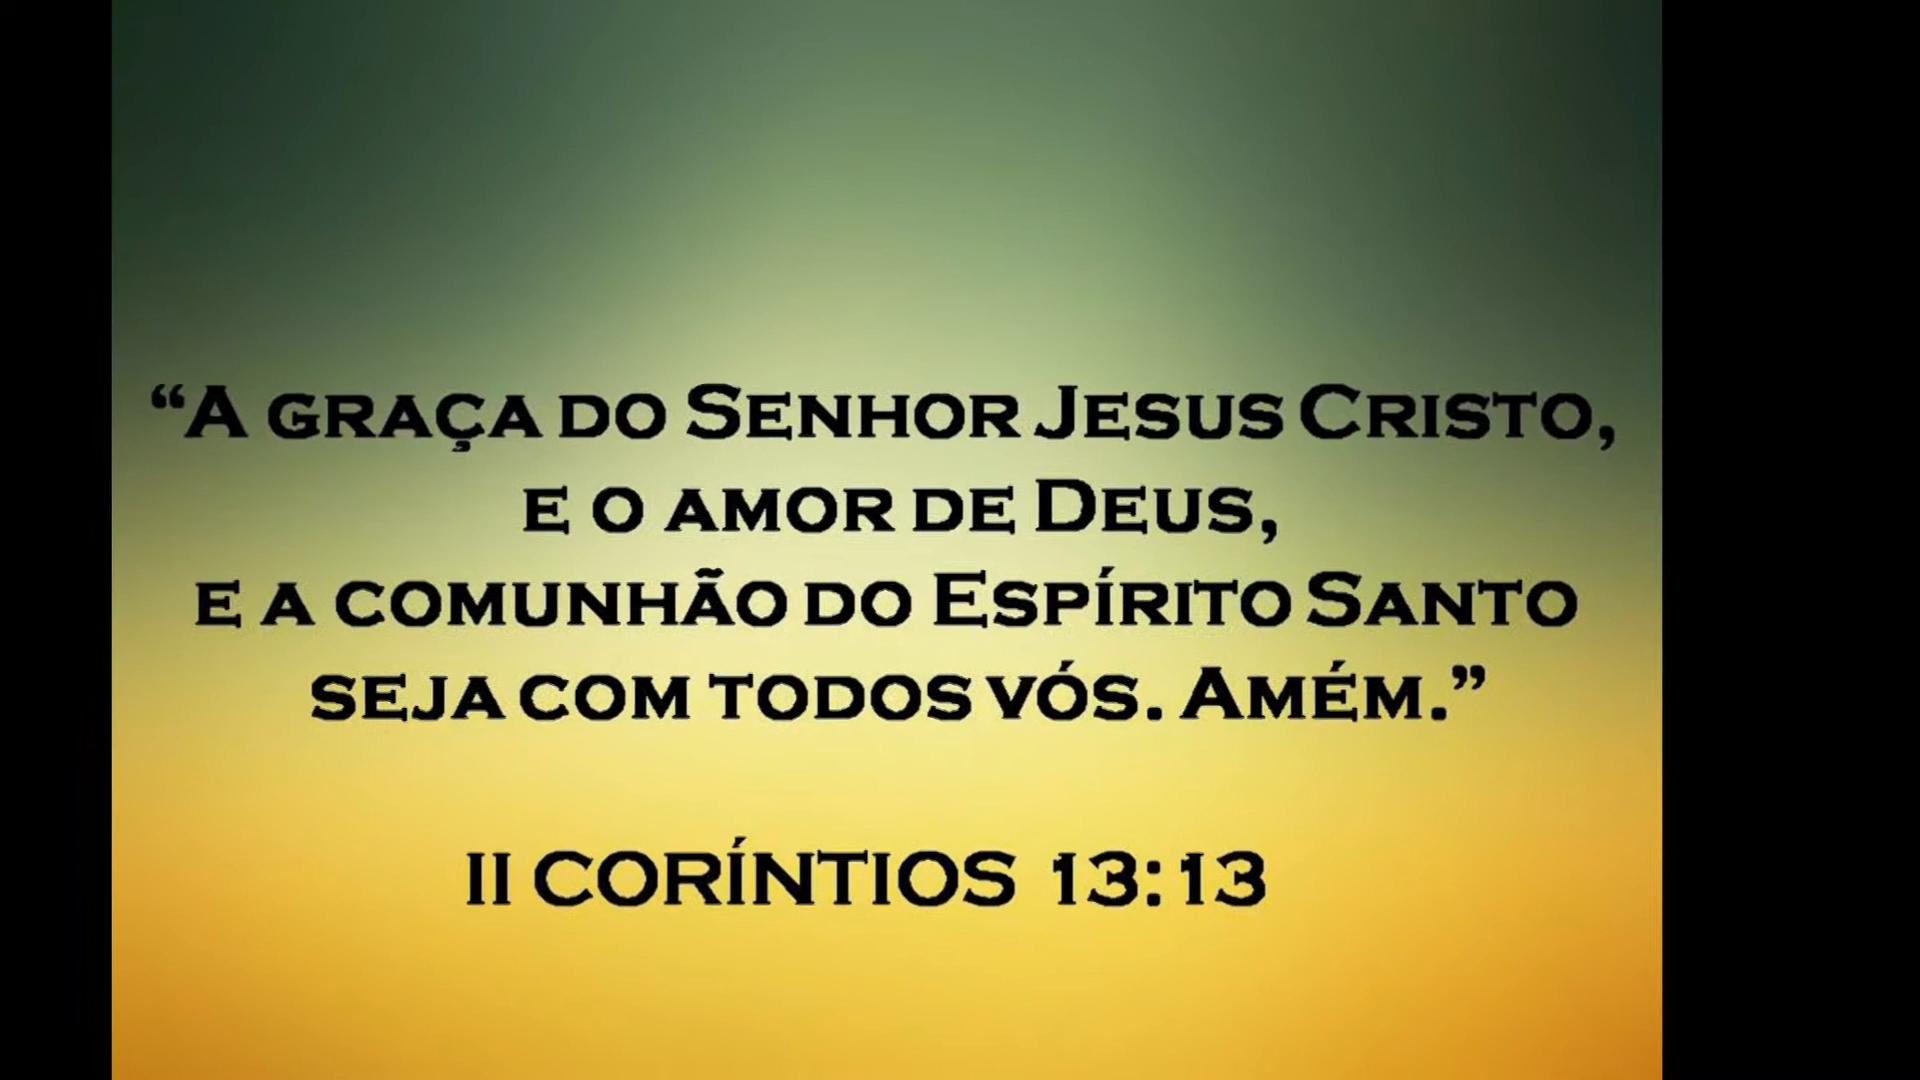 “A graça do Senhor Jesus Cristo,
e o amor de Deus,
e a comunhão do Espírito Santo
seja com todos vós. Amém.”
II CORÍNTIOS 13:13